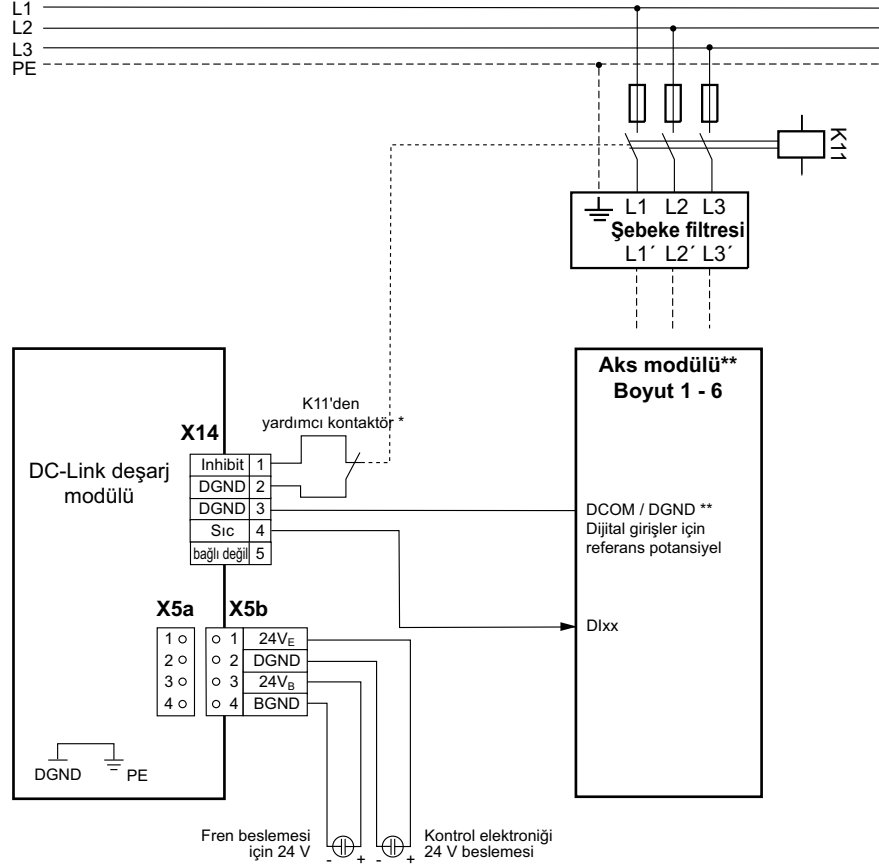 L1
L2
L3
PE
K11
L1 L2 L3
Şebeke filtresi
L1´ L2´ L3´
Aks modülü**
Boyut 1 - 6
K11'den
yardımcı kontaktör *
X14
DC-Link deşarj
modülü
Inhibit 1
DGND 2
DGND 3
Sıc 4
bağlı değil 5
DCOM / DGND **
Dijital girişler için
referans potansiyel
DIxx
X5a X5b
1 1 24VE
2 2 DGND
3 3 24VB
4 4 BGND
DGND PE
Fren beslemesi
için 24 V
- + - +
Kontrol elektroniği
24 V beslemesi